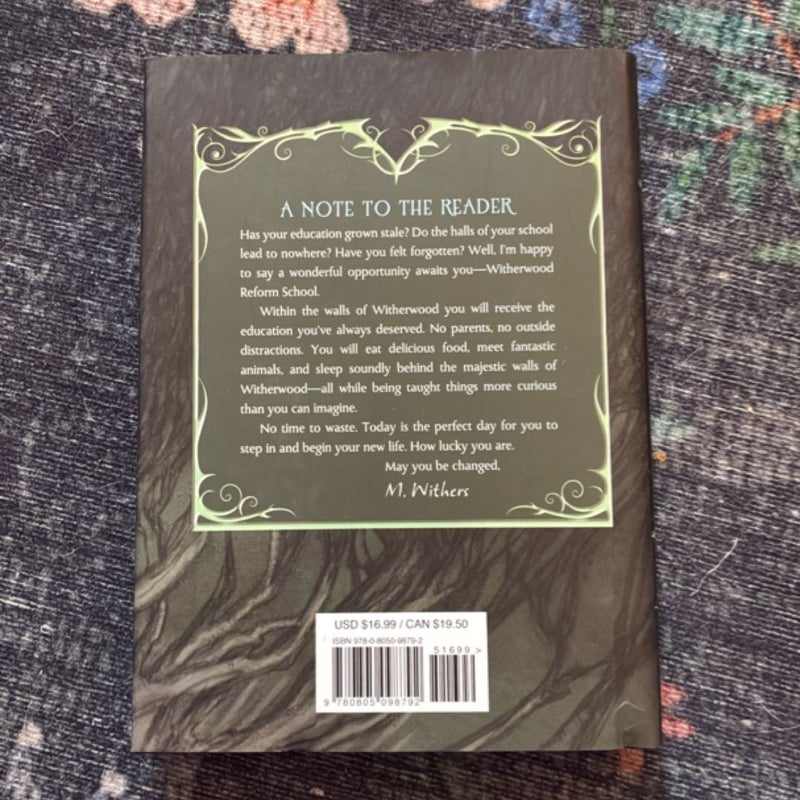 A NOTE TO THE READER
Has your education grown stale? Do the halls of your school
lead to nowhere? Have you felt forgotten? Well, I'm happy
to say a wonderful opportunity awaits you—Witherwood
Reform School.
Within the walls of Witherwood you will receive the
education you've always deserved. No parents, no outside
distractions. You will eat delicious food, meet fantastic
animals, and sleep soundly behind the majestic walls of
Witherwood—all while being taught things more curious
than you can imagine.
No time to waste. Today is the perfect day for you to
step in and begin your new life. How lucky you are.
May you be changed,
M. Withers
USD $16.99 / CAN $19.50
ISBN 978-0-8050-9879-2
51699 >
9 780805 098792